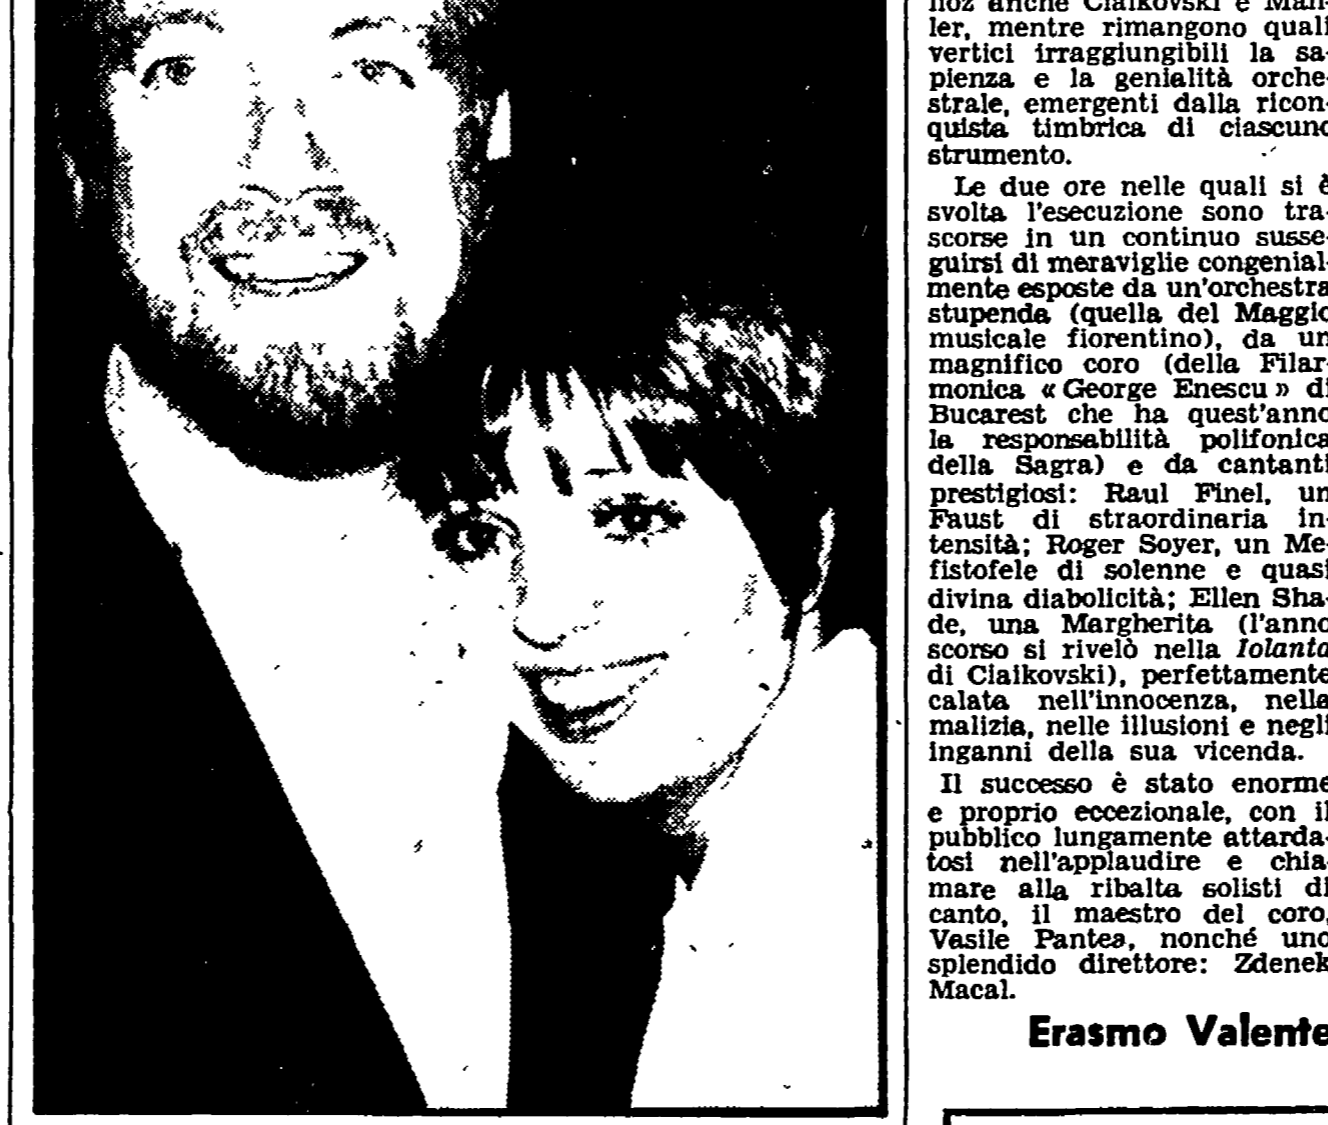 noz anche Ciaikovski e Mah-
ler, mentre rimangono quali
vertici irraggiungibili la sa-
pienza e la genialità orche-
strale, emergenti dalla ricon-
quista timbrica di ciascuno
strumento.
Le due ore nelle quali si è
svolta l'esecuzione sono tra-
scorse in un continuo susse-
guirsi di meraviglie congenial-
mente esposte da un'orchestra
stupenda (quella del Maggio
musicale fiorentino), da un
magnifico coro (della Filar-
monica « George Enescu » di
Bucarest che ha quest'anno
la responsabilità polifonica
della Sagra) e da cantanti
prestigiosi: Raul Finel, un
Faust di straordinaria in-
tensità; Roger Soyer, un Me-
fistofele di solenne e quasi
divina diabolicità; Ellen Sha-
de, una Margherita (l'anno
scorso si rivelò nella Iolanta
di Ciaikovski), perfettamente
calata nell'innocenza, nella
malizia, nelle illusioni e negli
inganni della sua vicenda.
Il successo è stato enorme
e proprio eccezionale, con il
pubblico lungamente attarda-
tosi nell'applaudire e chia-
mare alla ribalta solisti di
canto, il maestro del coro,
Vasile Pantea, nonché uno
splendido direttore: Zdenek
Macal.
Erasmo Valente